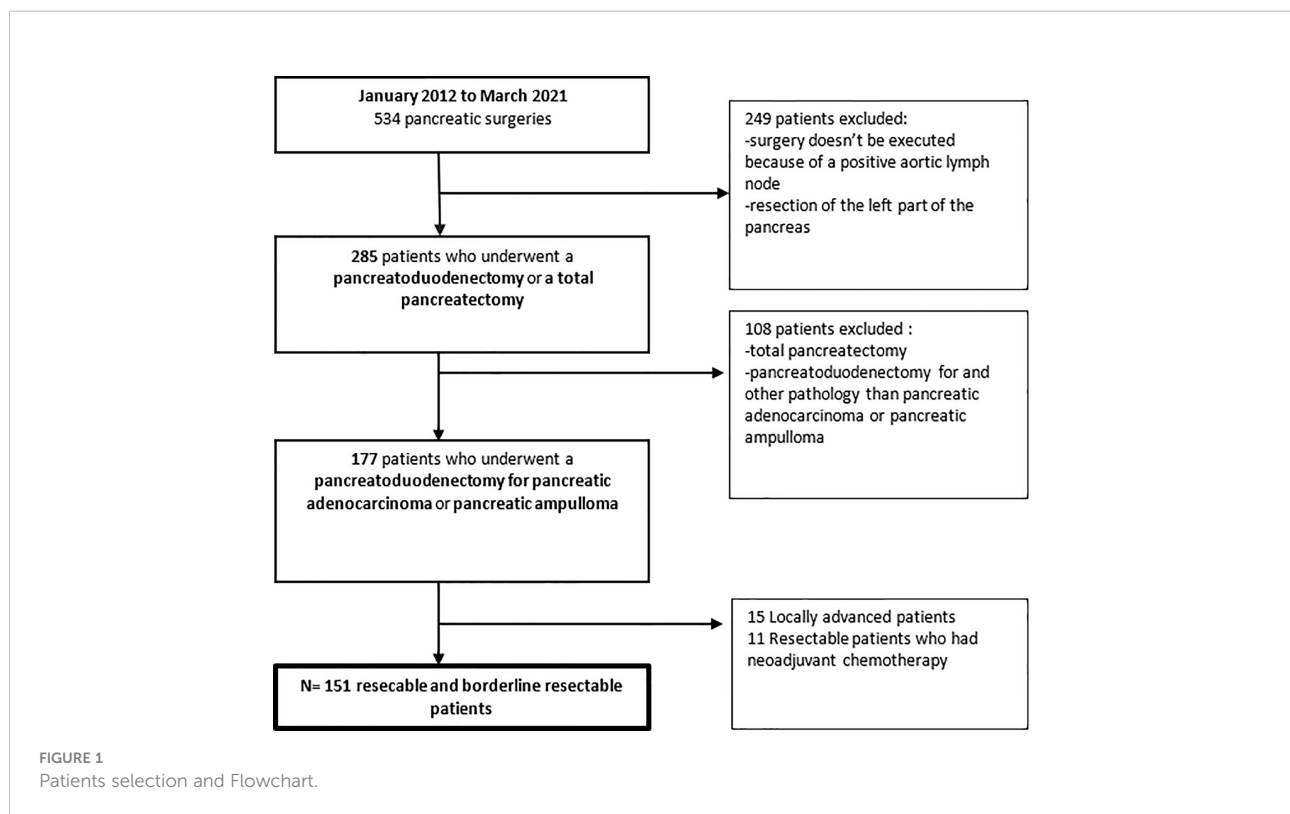 January 2012 to March 2021
534 pancreatic surgeries
249 patients excluded:
-surgery doesn't be executed
because of a positive aortic lymph
node
-resection of the left part of the
pancreas
285 patients who underwent a
pancreatoduodenectomy or a total
pancreatectomy
108 patients excluded :
-total pancreatectomy
-pancreatoduodenectomy for and
other pathology than pancreatic
adenocarcinoma or pancreatic
ampulloma
177 patients who underwent a
pancreatoduodenectomy for pancreatic
adenocarcinoma or pancreatic ampulloma
15 Locally advanced patients
11 Resectable patients who had
neoadjuvant chemotherapy
N= 151 resecable and borderline resectable
patients
FIGURE 1
Patients selection and Flowchart.